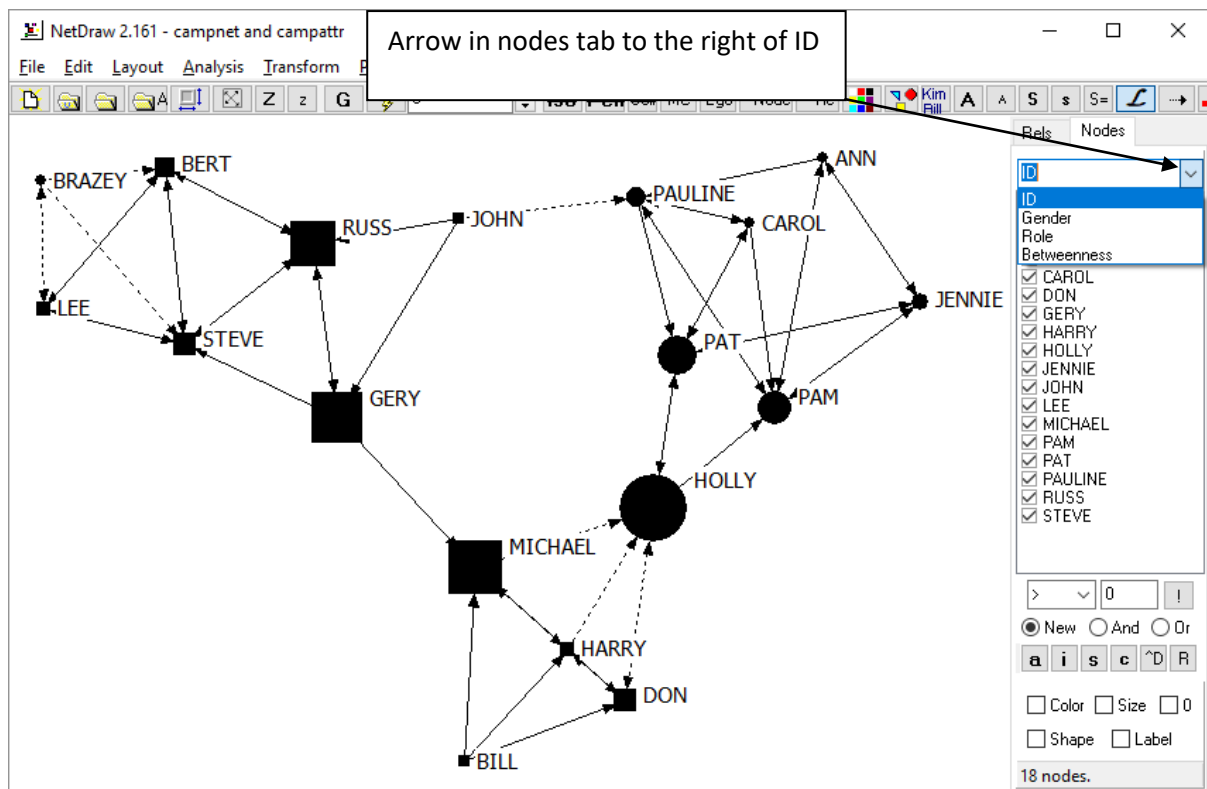 NetDraw 2.161 - campnet and campattr
Arrow in nodes tab to the right of ID
File Edit Layout Analysis Transform
A Z z G Kim Bill A A S s S= L
Rels Nodes
ID
ID
Gender
Role
Betweenness
CAROL
DON
GERY
HARRY
HOLLY
JENNIE
JOHN
LEE
MICHAEL
PAM
PAT
PAULINE
RUSS
STEVE
> 0 !
New And Or
a i s c ^D R
Color Size 0
Shape Label
18 nodes.
BRAZEY
BERT
RUSS
JOHN
PAULINE
ANN
CAROL
LEE
STEVE
JENNIE
PAT
GERY
PAM
HOLLY
MICHAEL
HARRY
DON
BILL